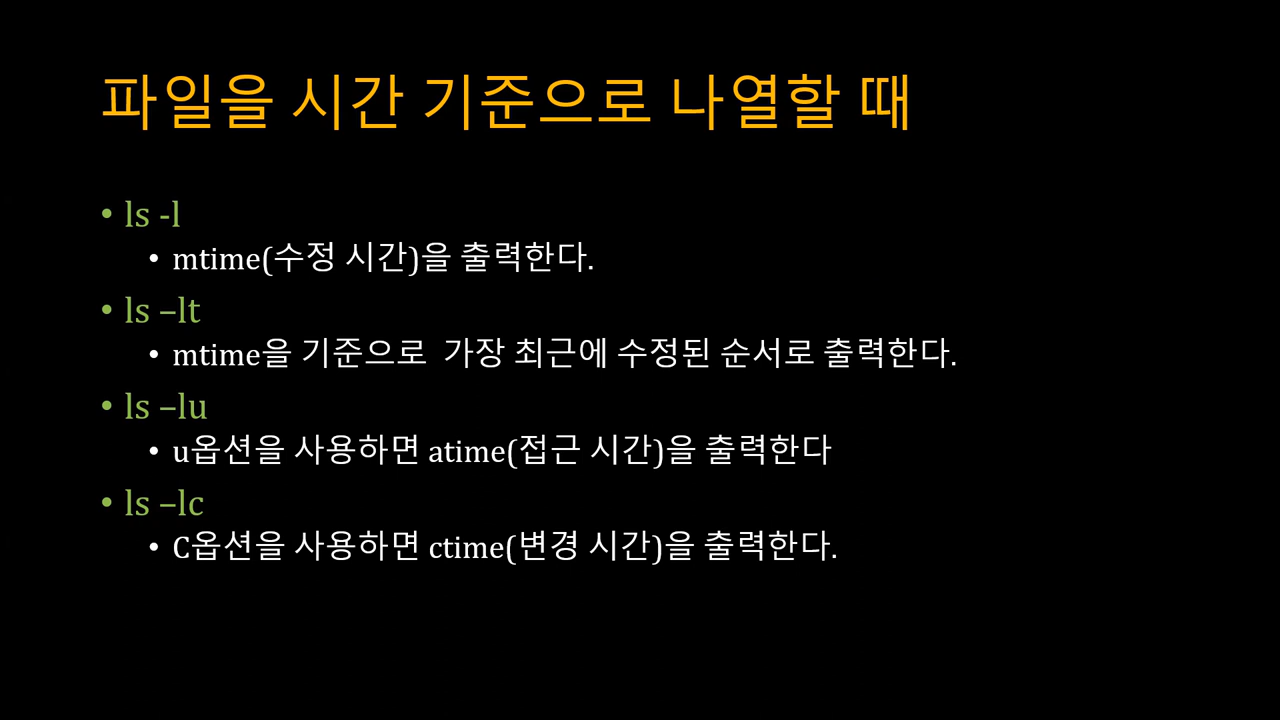 파일을 시간 기준으로 나열할 때
• ls -l
• mtime(수정 시간)을 출력한다.
• ls –lt
• mtime을 기준으로  가장 최근에 수정된 순서로 출력한다.
• ls –lu
• u옵션을 사용하면 atime(접근 시간)을 출력한다
• ls –lc
• C옵션을 사용하면 ctime(변경 시간)을 출력한다.